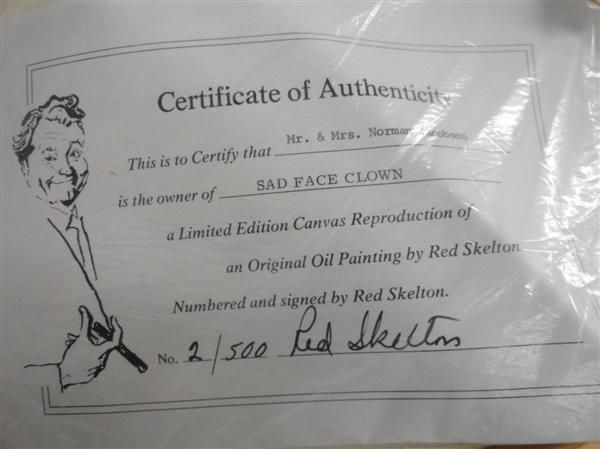 Certificate of Authenticity
This is to Certify that Mr. & Mrs. Norman Jacobson
is the owner of SAD FACE CLOWN
a Limited Edition Canvas Reproduction of
an Original Oil Painting by Red Skelton.
Numbered and signed by Red Skelton.
No. 2/500 Red Skelton